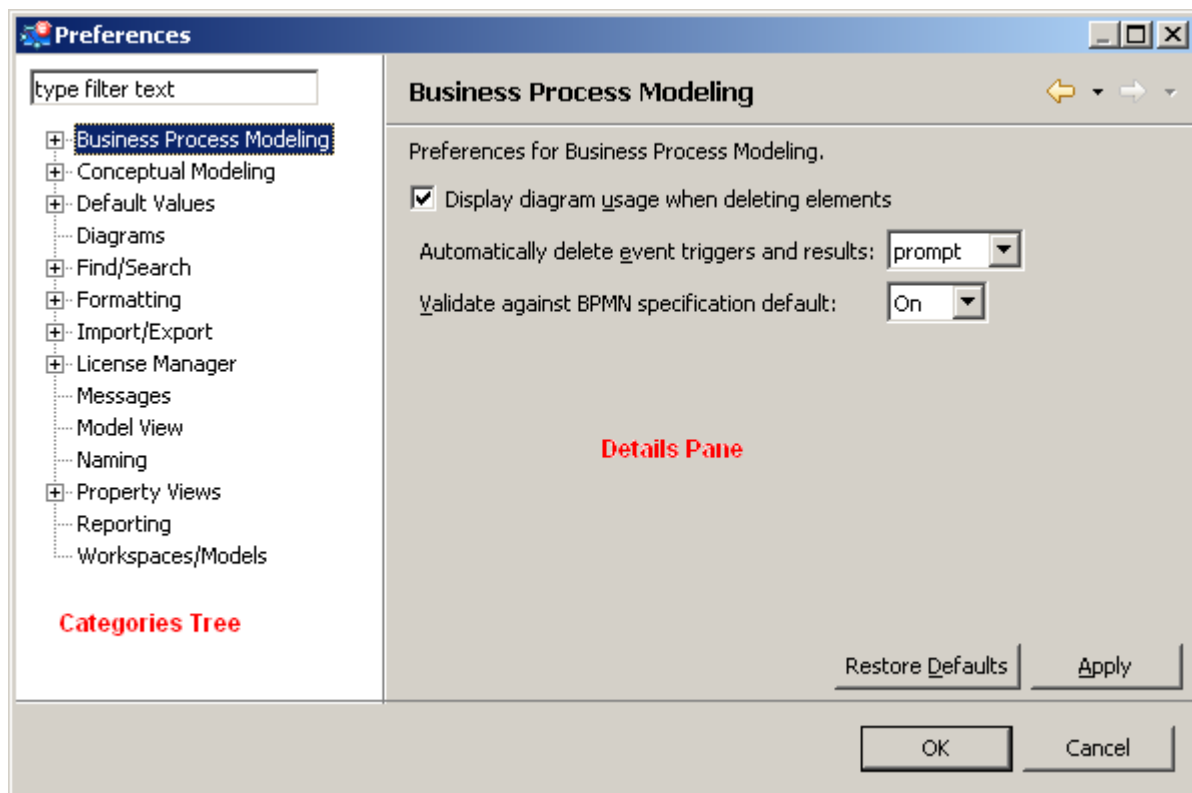 Preferences
type filter text
Business Process Modeling
Conceptual Modeling
Default Values
Diagrams
Find/Search
Formatting
Import/Export
License Manager
Messages
Model View
Naming
Property Views
Reporting
Workspaces/Models
Categories Tree
Business Process Modeling
Preferences for Business Process Modeling.
Display diagram usage when deleting elements
Automatically delete event triggers and results: prompt
Validate against BPMN specification default: On
Details Pane
Restore Defaults Apply
OK Cancel